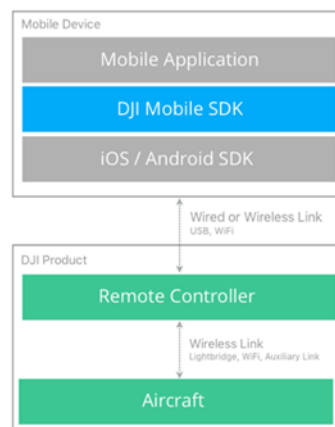 Mobile Device
Mobile Application
DJI Mobile SDK
iOS / Android SDK
Wired or Wireless Link
USB, WiFi
DJI Product
Remote Controller
Wireless Link
Lightbridge, WiFi, Auxiliary Link
Aircraft